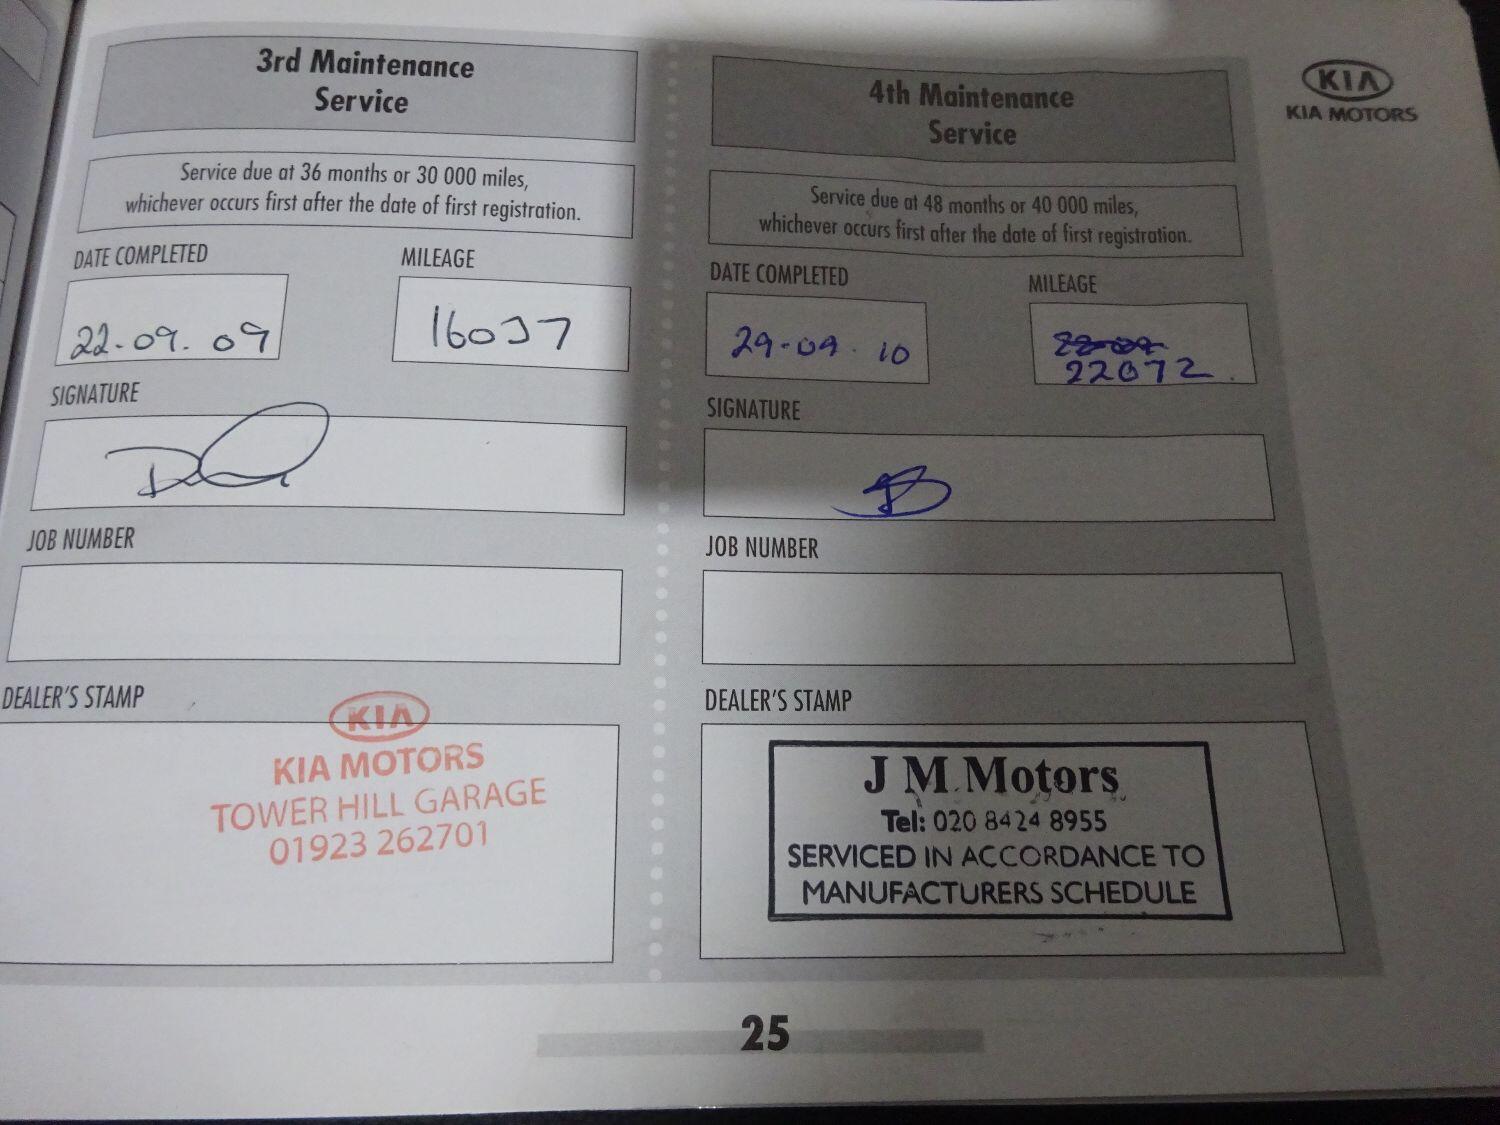 3rd Maintenance
Service
Service due at 36 months or 30 000 miles,
whichever occurs first after the date of first registration.
DATE COMPLETED
MILEAGE
22-09. 09
16037
SIGNATURE
JOB NUMBER
DEALER'S STAMP
KIA
KIA MOTORS
TOWER HILL GARAGE
01923 262701
4th Maintenance
Service
Service due at 48 months or 40 000 miles,
whichever occurs first after the date of first registration.
DATE COMPLETED
MILEAGE
29-09. 10
22072
SIGNATURE
JOB NUMBER
DEALER'S STAMP
J M Motors
Tel: 020 8424 8955
SERVICED IN ACCORDANCE TO
MANUFACTURERS SCHEDULE
KIA
KIA MOTORS
25